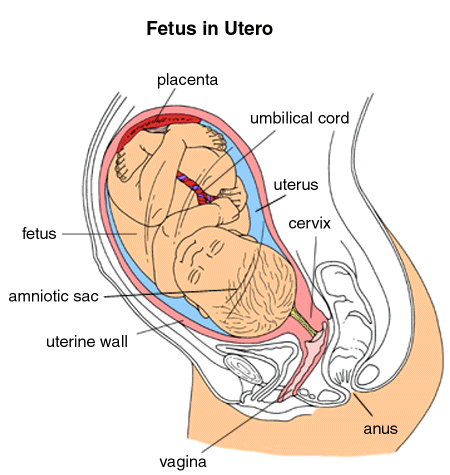 Fetus in Utero
placenta
umbilical cord
uterus
cervix
fetus
amniotic sac
uterine wall
anus
vagina